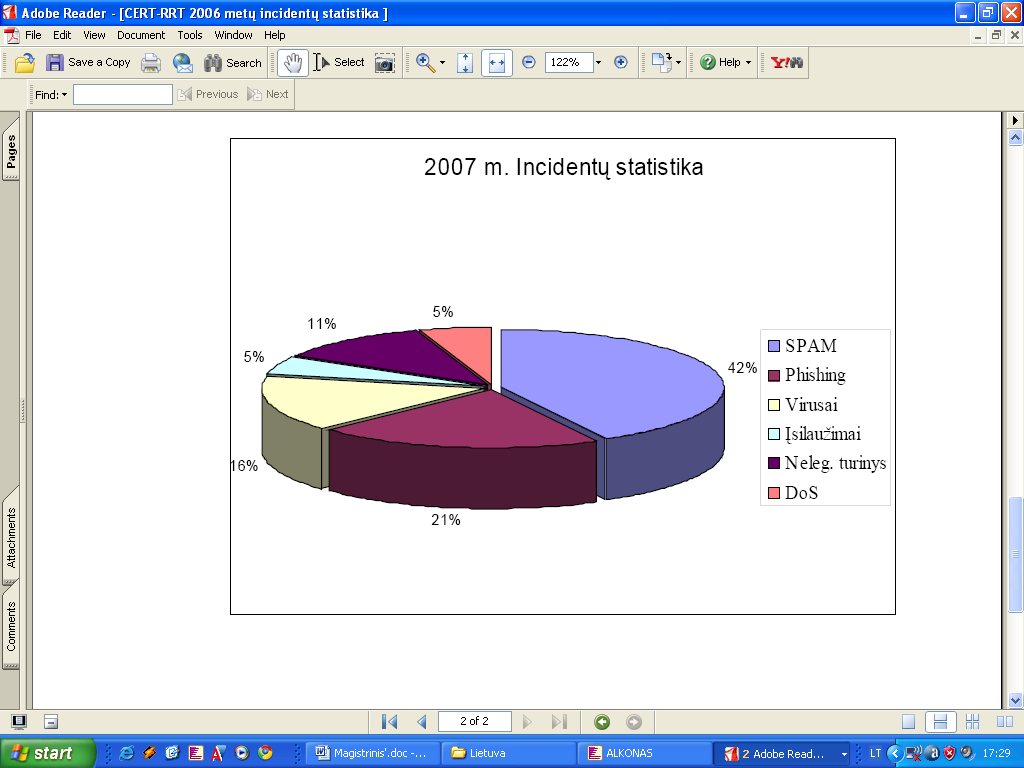 Adobe Reader - [CERT-RRT 2006 metų incidentų statistika ]
File Edit View Document Tools Window Help
Save a Copy Search Select 122% Help Y!
Find: Previous Next
Pages
2007 m. Incidentų statistika
5%
11%
5%
42%
16%
21%
SPAM
Phishing
Virusai
Įsilaužimai
Neleg. turinys
DoS
Attachments
Comments
2 of 2
start Magistrinis'.doc -... Lietuva ALKONAS 2 Adobe Read... LT 17:29